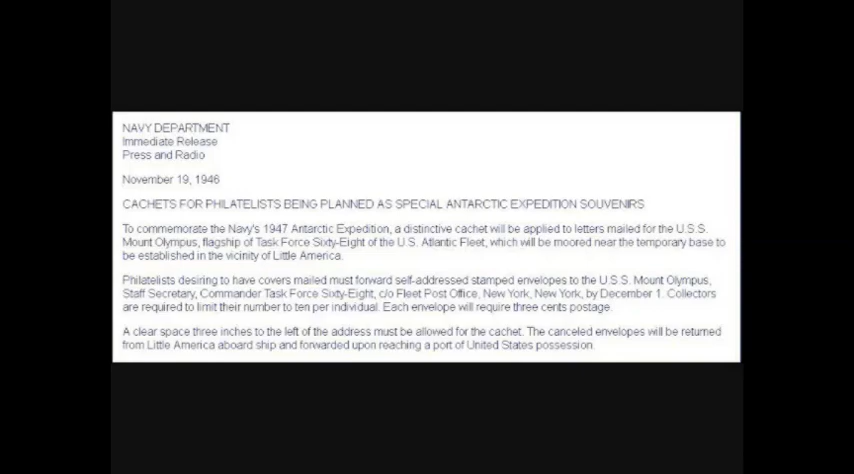 NAVY DEPARTMENT
Immediate Release
Press and Radio
November 19, 1946
CACHETS FOR PHILATELISTS BEING PLANNED AS SPECIAL ANTARCTIC EXPEDITION SOUVENIRS
To commemorate the Navy's 1947 Antarctic Expedition, a distinctive cachet will be applied to letters mailed for the U.S.S.
Mount Olympus, flagship of Task Force Sixty-Eight of the U.S. Atlantic Fleet, which will be moored near the temporary base to
be established in the vicinity of Little America.
Philatelists desiring to have covers mailed must forward self-addressed stamped envelopes to the U.S.S. Mount Olympus,
Staff Secretary, Commander Task Force Sixty-Eight, c/o Fleet Post Office, New York, New York, by December 1. Collectors
are required to limit their number to ten per individual. Each envelope will require three cents postage.
A clear space three inches to the left of the address must be allowed for the cachet. The canceled envelopes will be returned
from Little America aboard ship and forwarded upon reaching a port of United States possession.